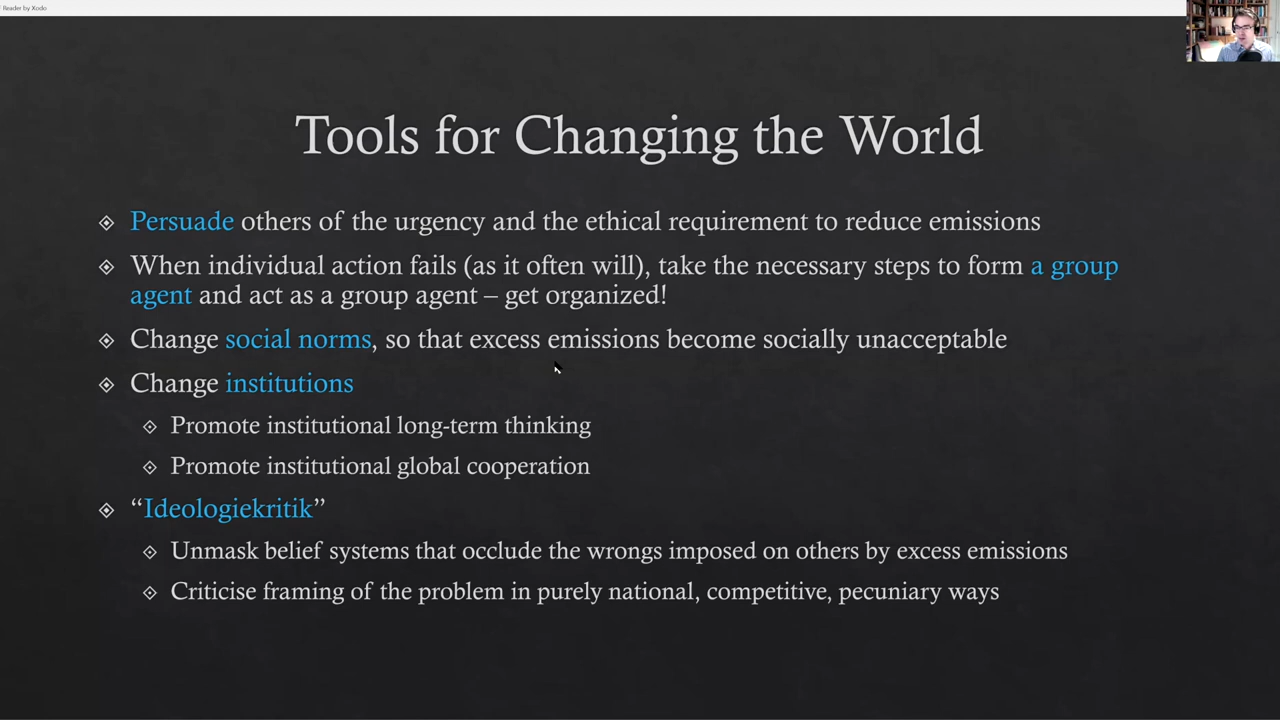 Reader by Xodo
Tools for Changing the World
Persuade others of the urgency and the ethical requirement to reduce emissions
When individual action fails (as it often will), take the necessary steps to form a group
agent and act as a group agent – get organized!
Change social norms, so that excess emissions become socially unacceptable
Change institutions
Promote institutional long-term thinking
Promote institutional global cooperation
“Ideologiekritik”
Unmask belief systems that occlude the wrongs imposed on others by excess emissions
Criticise framing of the problem in purely national, competitive, pecuniary ways